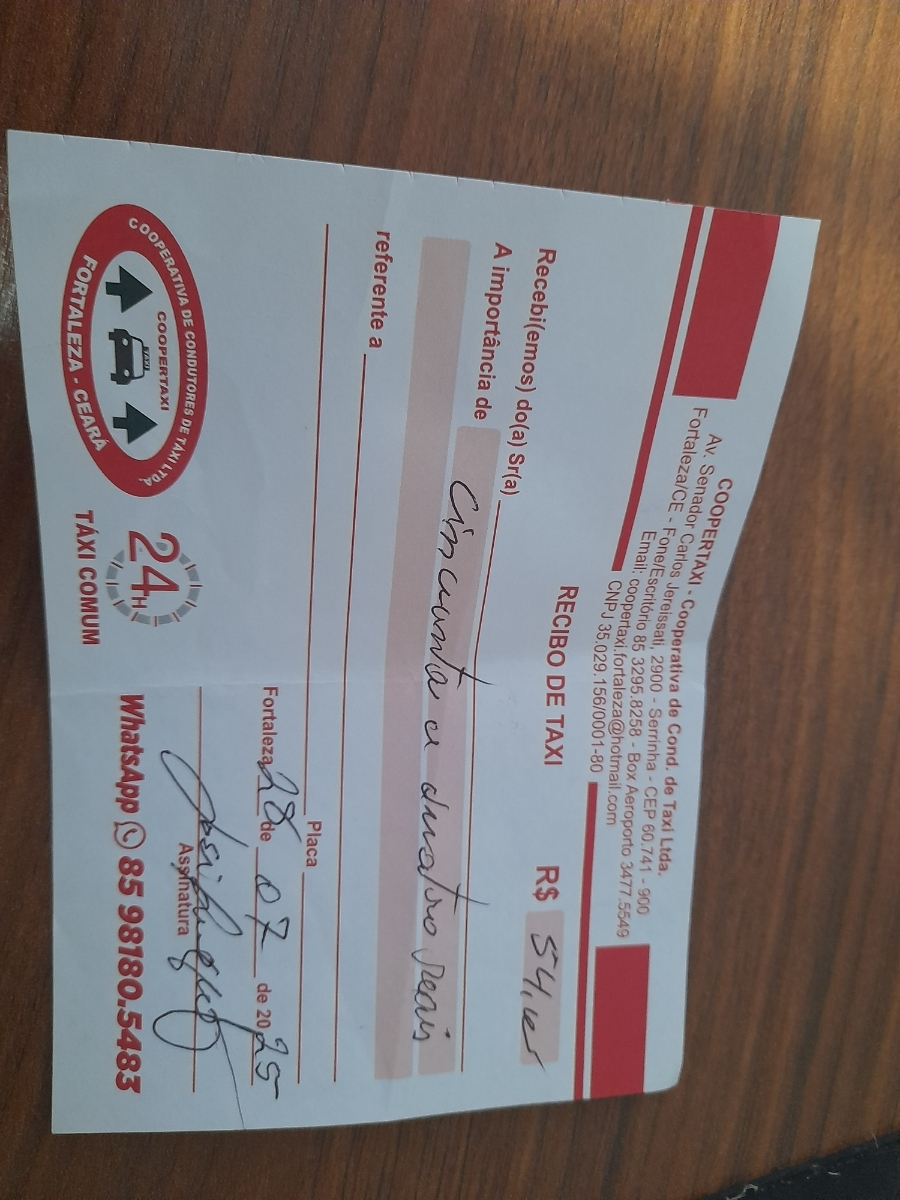 COOPERTAXI - Cooperativa de Cond. de Taxi Ltda.
Av. Senador Carlos Jereissati, 2900 - Serrinha - CEP 60.741 - 900
Fortaleza/CE - Fone/Escritório 85 3295.8258 - Box Aeroporto 3477.5549
Email: coopertaxi.fortaleza@hotmail.com
CNPJ 35.029.156/0001-80
RECIBO DE TAXI R$ 54,00
Recebi(emos) do(a) Sr(a)
A importância de Cincuenta e quatro reais
referente a
Placa
Fortaleza 28 de 07 de 20 25
Assinatura
COOPERATIVA DE CONDUTORES DE TÁXI LTDA.
COOPERTAXI
TAXI
FORTALEZA - CEARÁ
24H
TÁXI COMUM
WhatsApp 85 98180.5483